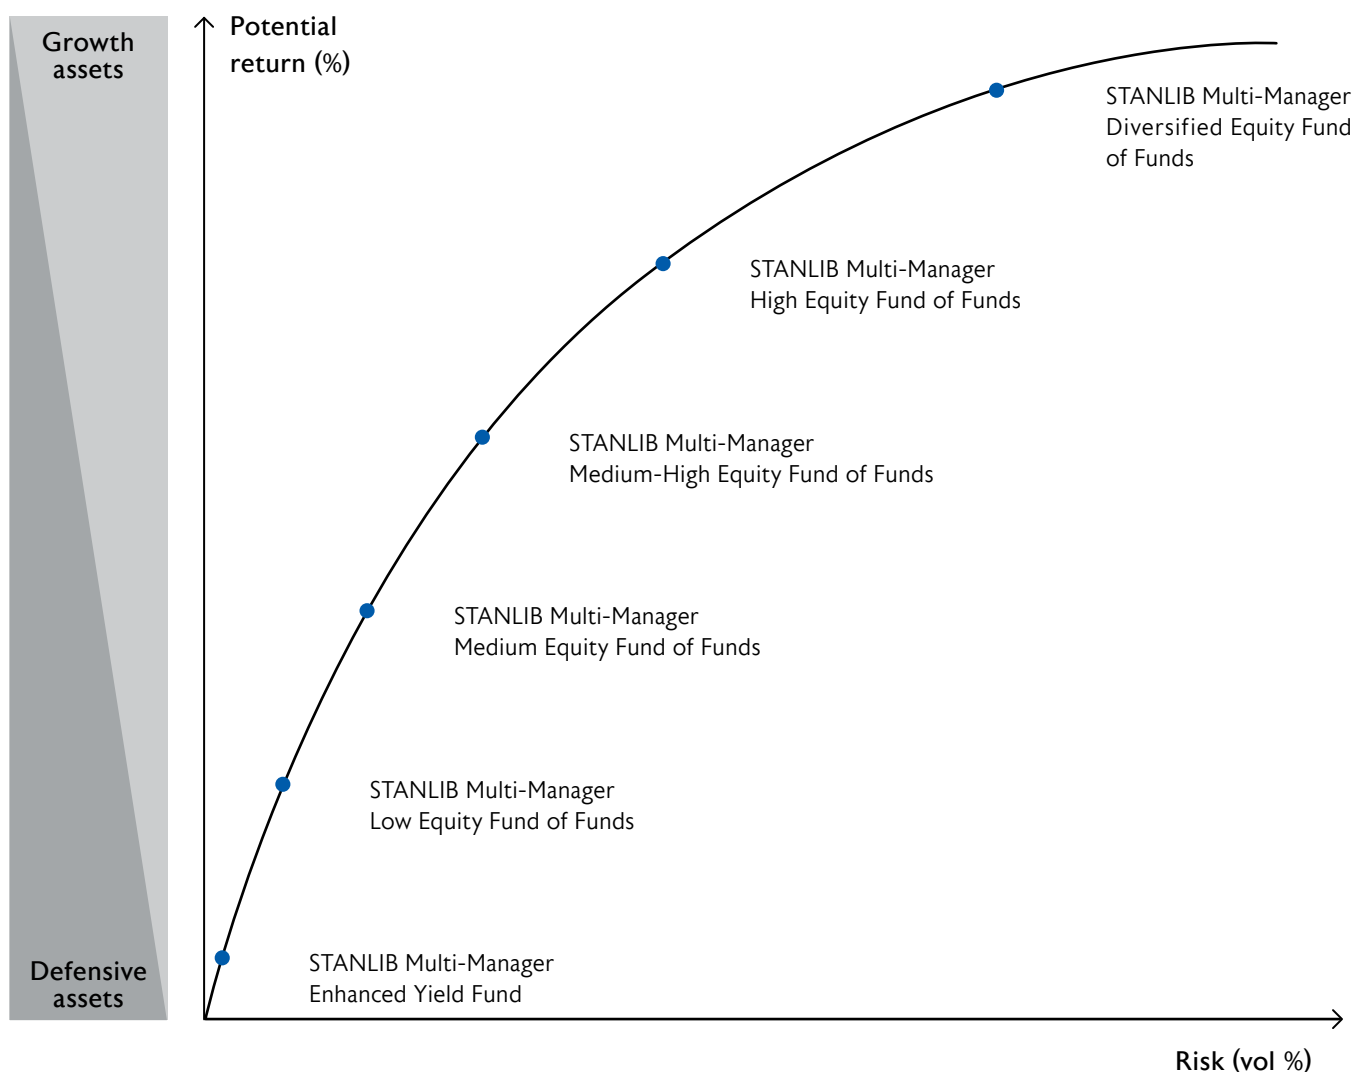 Growth
assets
Potential
return (%)
STANLIB Multi-Manager
Diversified Equity Fund
of Funds
STANLIB Multi-Manager
High Equity Fund of Funds
STANLIB Multi-Manager
Medium-High Equity Fund of Funds
STANLIB Multi-Manager
Medium Equity Fund of Funds
STANLIB Multi-Manager
Low Equity Fund of Funds
Defensive
assets
STANLIB Multi-Manager
Enhanced Yield Fund
Risk (vol %)